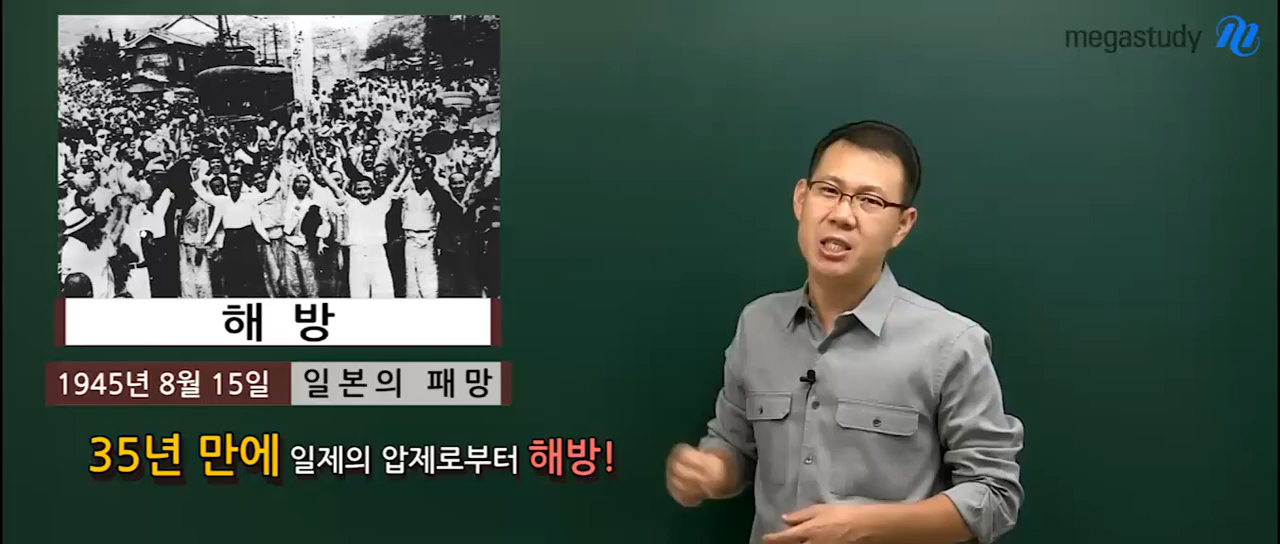 megastudy
해 방
1945년 8월 15일 일본의 패망
35년 만에 일제의 압제로부터 해방!